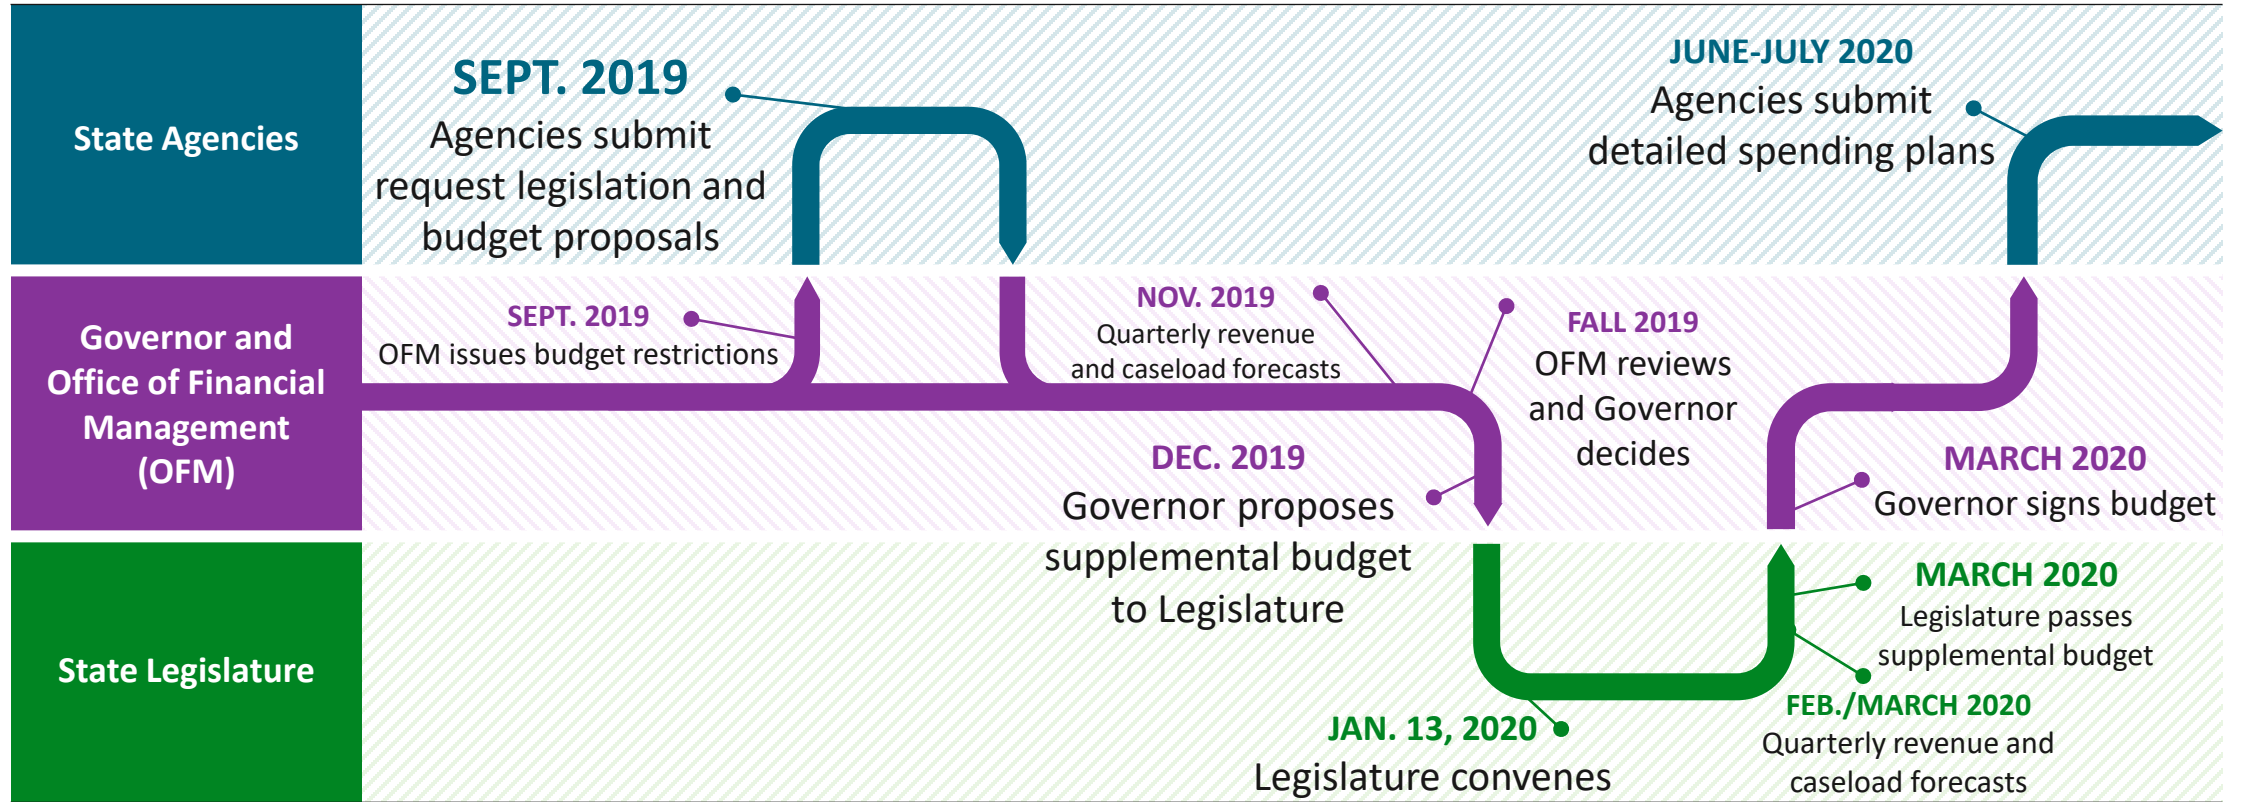 State Agencies
SEPT. 2019
Agencies submit
request legislation and
budget proposals
JUNE-JULY 2020
Agencies submit
detailed spending plans
Governor and
Office of Financial
Management
(OFM)
SEPT. 2019
OFM issues budget restrictions
NOV. 2019
Quarterly revenue
and caseload forecasts
FALL 2019
OFM reviews
and Governor
decides
DEC. 2019
Governor proposes
supplemental budget
to Legislature
MARCH 2020
Governor signs budget
State Legislature
JAN. 13, 2020
Legislature convenes
MARCH 2020
Legislature passes
supplemental budget
FEB./MARCH 2020
Quarterly revenue and
caseload forecasts